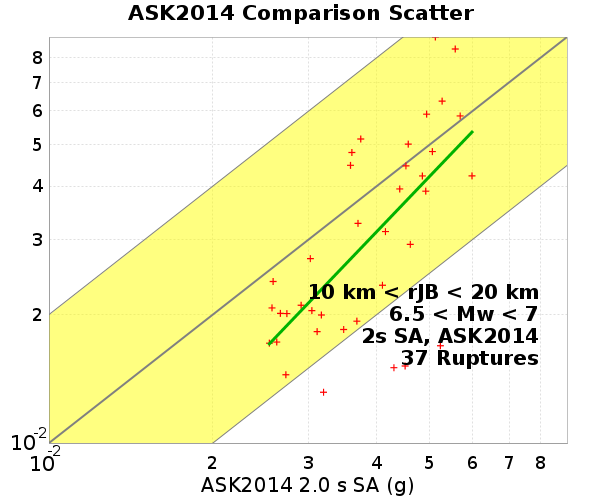 ASK2014 Comparison Scatter
8
7
6
5
4
3
2
10-2
10 km < rJB < 20 km
6.5 < Mw < 7
2s SA, ASK2014
37 Ruptures
10-2 2 3 4 5 6 7 8
ASK2014 2.0 s SA (g)